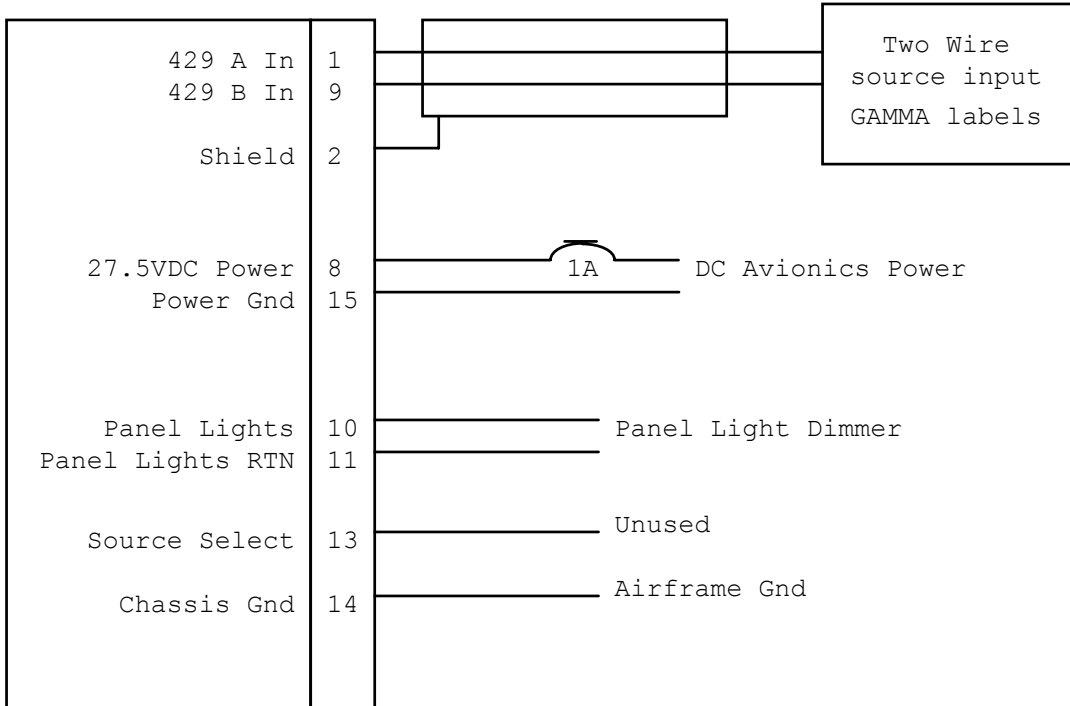 429 A In 1
429 B In 9
Shield 2
Two Wire
source input
GAMMA labels
27.5VDC Power 8 1A DC Avionics Power
Power Gnd 15
Panel Lights 10 Panel Light Dimmer
Panel Lights RTN 11
Source Select 13 Unused
Chassis Gnd 14 Airframe Gnd